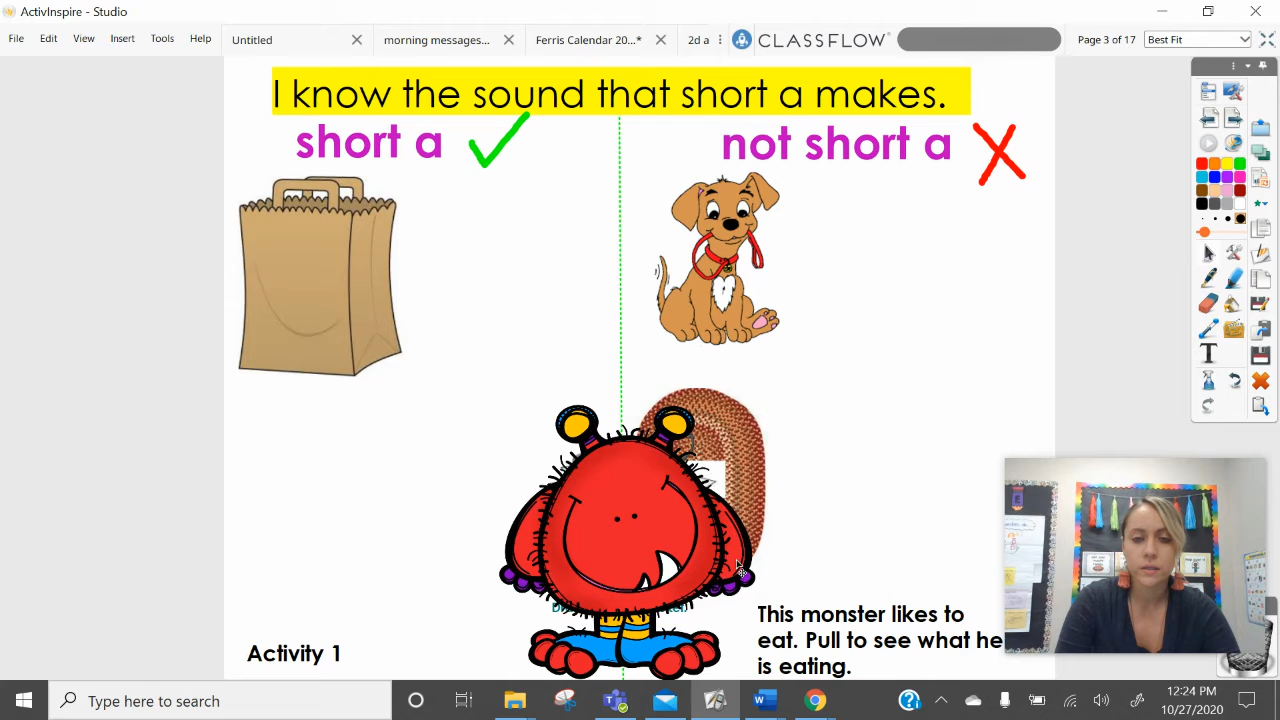 ActivInspire - Studio
File Edit View Insert Tools Help
Untitled
morning messages...
Ferris Calendar 20...*
2d a
CLASSFLOW
Page 3 of 17
Best Fit
I know the sound that short a makes.
short a
not short a
This monster likes to
eat. Pull to see what he
is eating.
Activity 1
Type here to search
12:24 PM
10/27/2020